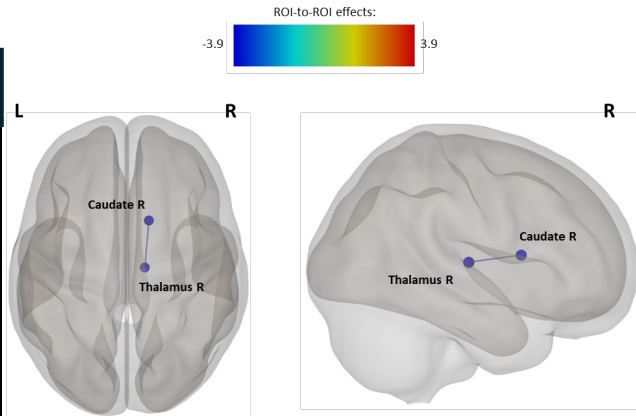 ROI-to-ROI effects:
-3.9
3.9
L
R
R
Caudate R
Thalamus R
Caudate R
Thalamus R